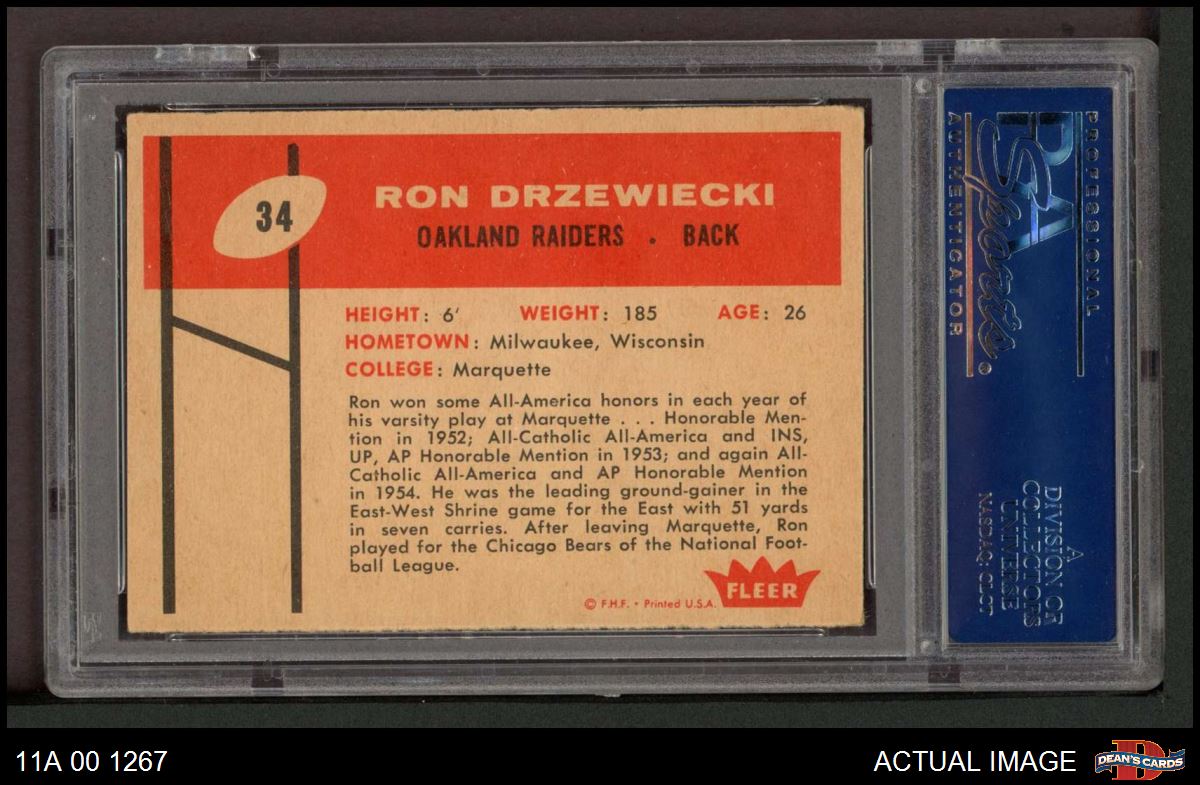 34
RON DRZEWIECKI
OAKLAND RAIDERS . BACK
HEIGHT: 6' WEIGHT: 185 AGE: 26
HOMETOWN: Milwaukee, Wisconsin
COLLEGE: Marquette
Ron won some All-America honors in each year of
his varsity play at Marquette . . . Honorable Men-
tion in 1952; All-Catholic All-America and INS,
UP, AP Honorable Mention in 1953; and again All-
Catholic All-America and AP Honorable Mention
in 1954. He was the leading ground-gainer in the
East-West Shrine game for the East with 51 yards
in seven carries. After leaving Marquette, Ron
played for the Chicago Bears of the National Foot-
ball League.
FLEER
© F.H.F. • Printed U.S.A.
PROFESSIONAL
PSA
Sports
AUTHENTICATOR
A
DIVISION OF
COLLECTORS
UNIVERSE
NASDAQ: CLCT
11A 00 1267
ACTUAL IMAGE
D
DEAN'S CARDS